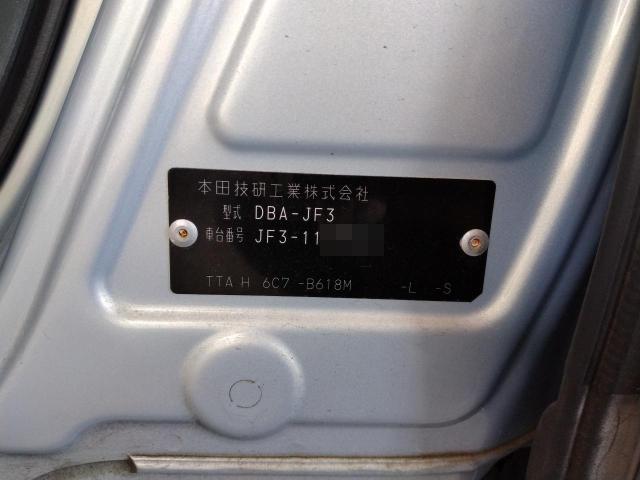 本田技研工業株式会社
型式 DBA-JF3
車台番号 JF3-11
TTA H 6C7 -B618M -L -S